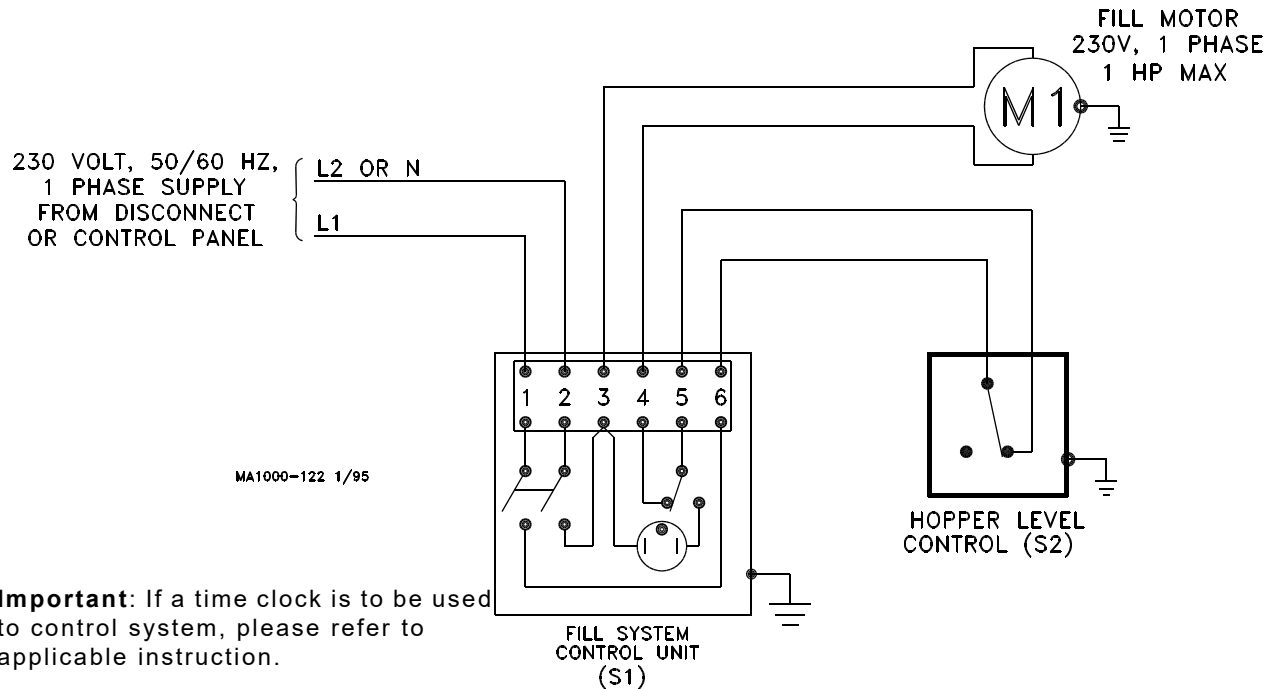 FILL MOTOR
230V, 1 PHASE
1 HP MAX
M1
230 VOLT, 50/60 HZ,
1 PHASE SUPPLY
FROM DISCONNECT
OR CONTROL PANEL
L2 OR N
L1
1 2 3 4 5 6
MA1000-122 1/95
HOPPER LEVEL
CONTROL (S2)
Important: If a time clock is to be used
to control system, please refer to
applicable instruction.
FILL SYSTEM
CONTROL UNIT
(S1)